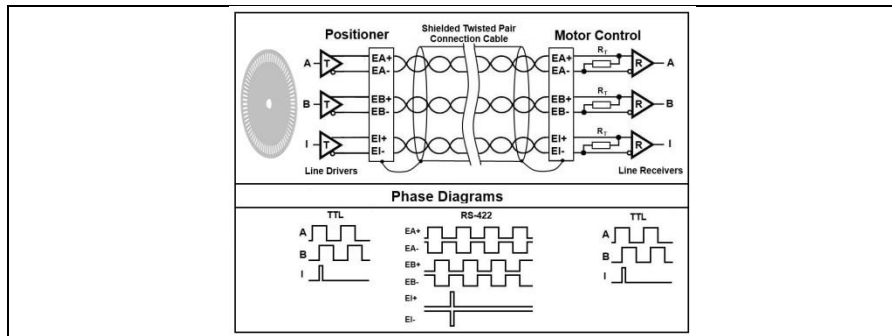 Positioner
Shielded Twisted Pair
Connection Cable
Motor Control
A
T
EA+
EA-
EA+
EA-
RT
R
A
B
T
EB+
EB-
EB+
EB-
RT
R
B
I
T
EI+
EI-
EI+
EI-
RT
R
I
Line Drivers
Line Receivers
Phase Diagrams
TTL
A
B
I
RS-422
EA+
EA-
EB+
EB-
EI+
EI-
TTL
A
B
I